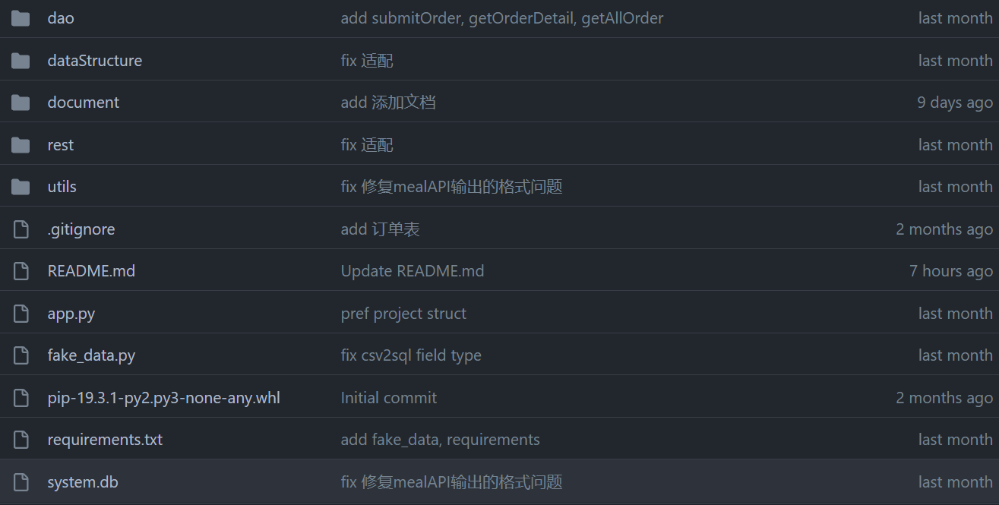 dao add submitOrder, getOrderDetail, getAllOrder last month
dataStructure fix 适配 last month
document add 添加文档 9 days ago
rest fix 适配 last month
utils fix 修复mealAPI输出的格式问题 last month
.gitignore add 订单表 2 months ago
README.md Update README.md 7 hours ago
app.py pref project struct last month
fake_data.py fix csv2sql field type last month
pip-19.3.1-py2.py3-none-any.whl Initial commit 2 months ago
requirements.txt add fake_data, requirements last month
system.db fix 修复mealAPI输出的格式问题 last month